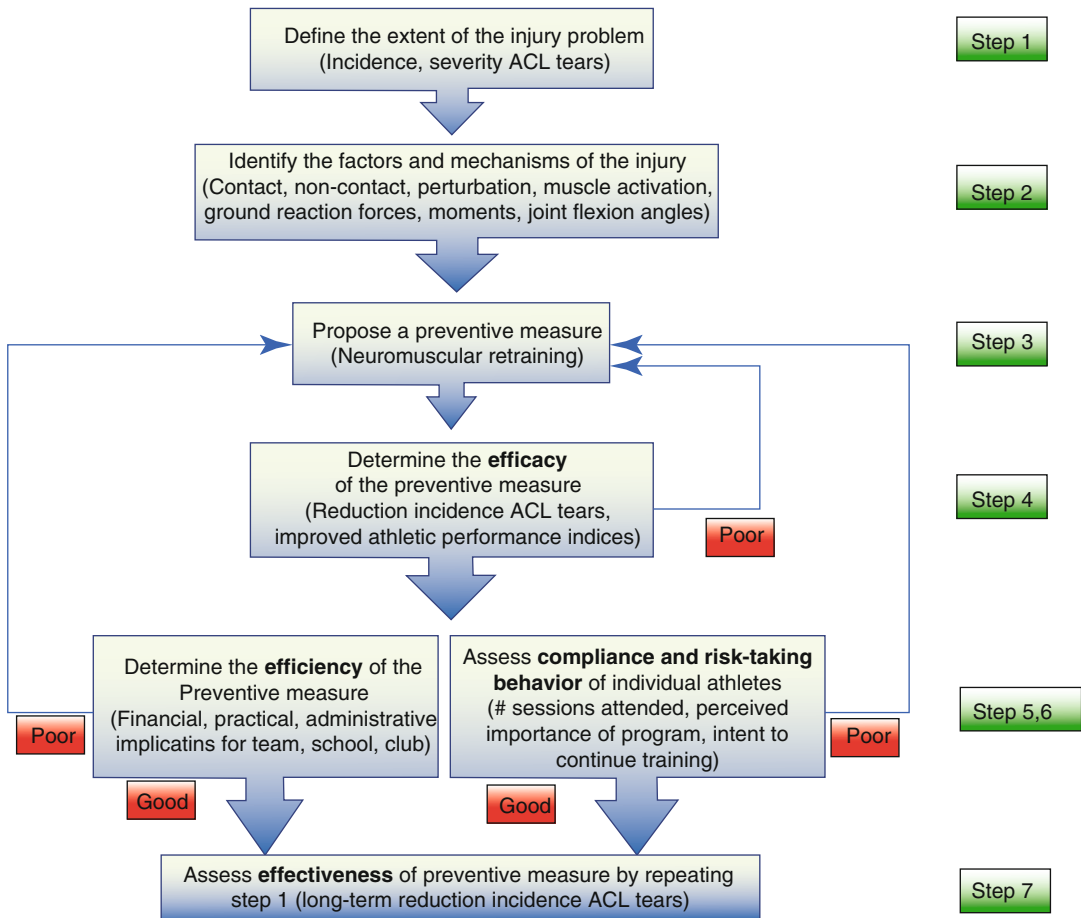 Define the extent of the injury problem
(Incidence, severity ACL tears)
Step 1
Identify the factors and mechanisms of the injury
(Contact, non-contact, perturbation, muscle activation,
ground reaction forces, moments, joint flexion angles)
Step 2
Propose a preventive measure
(Neuromuscular retraining)
Step 3
Determine the efficacy
of the preventive measure
(Reduction incidence ACL tears,
improved athletic performance indices)
Poor
Step 4
Determine the efficiency of the
Preventive measure
(Financial, practical, administrative
implicatins for team, school, club)
Poor
Good
Assess compliance and risk-taking
behavior of individual athletes
(# sessions attended, perceived
importance of program, intent to
continue training)
Poor
Good
Step 5,6
Assess effectiveness of preventive measure by repeating
step 1 (long-term reduction incidence ACL tears)
Step 7